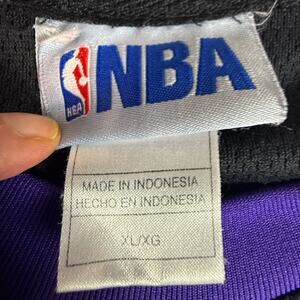 NBA
NBA
MADE IN INDONESIA
HECHO EN INDONESIA
XL/XG